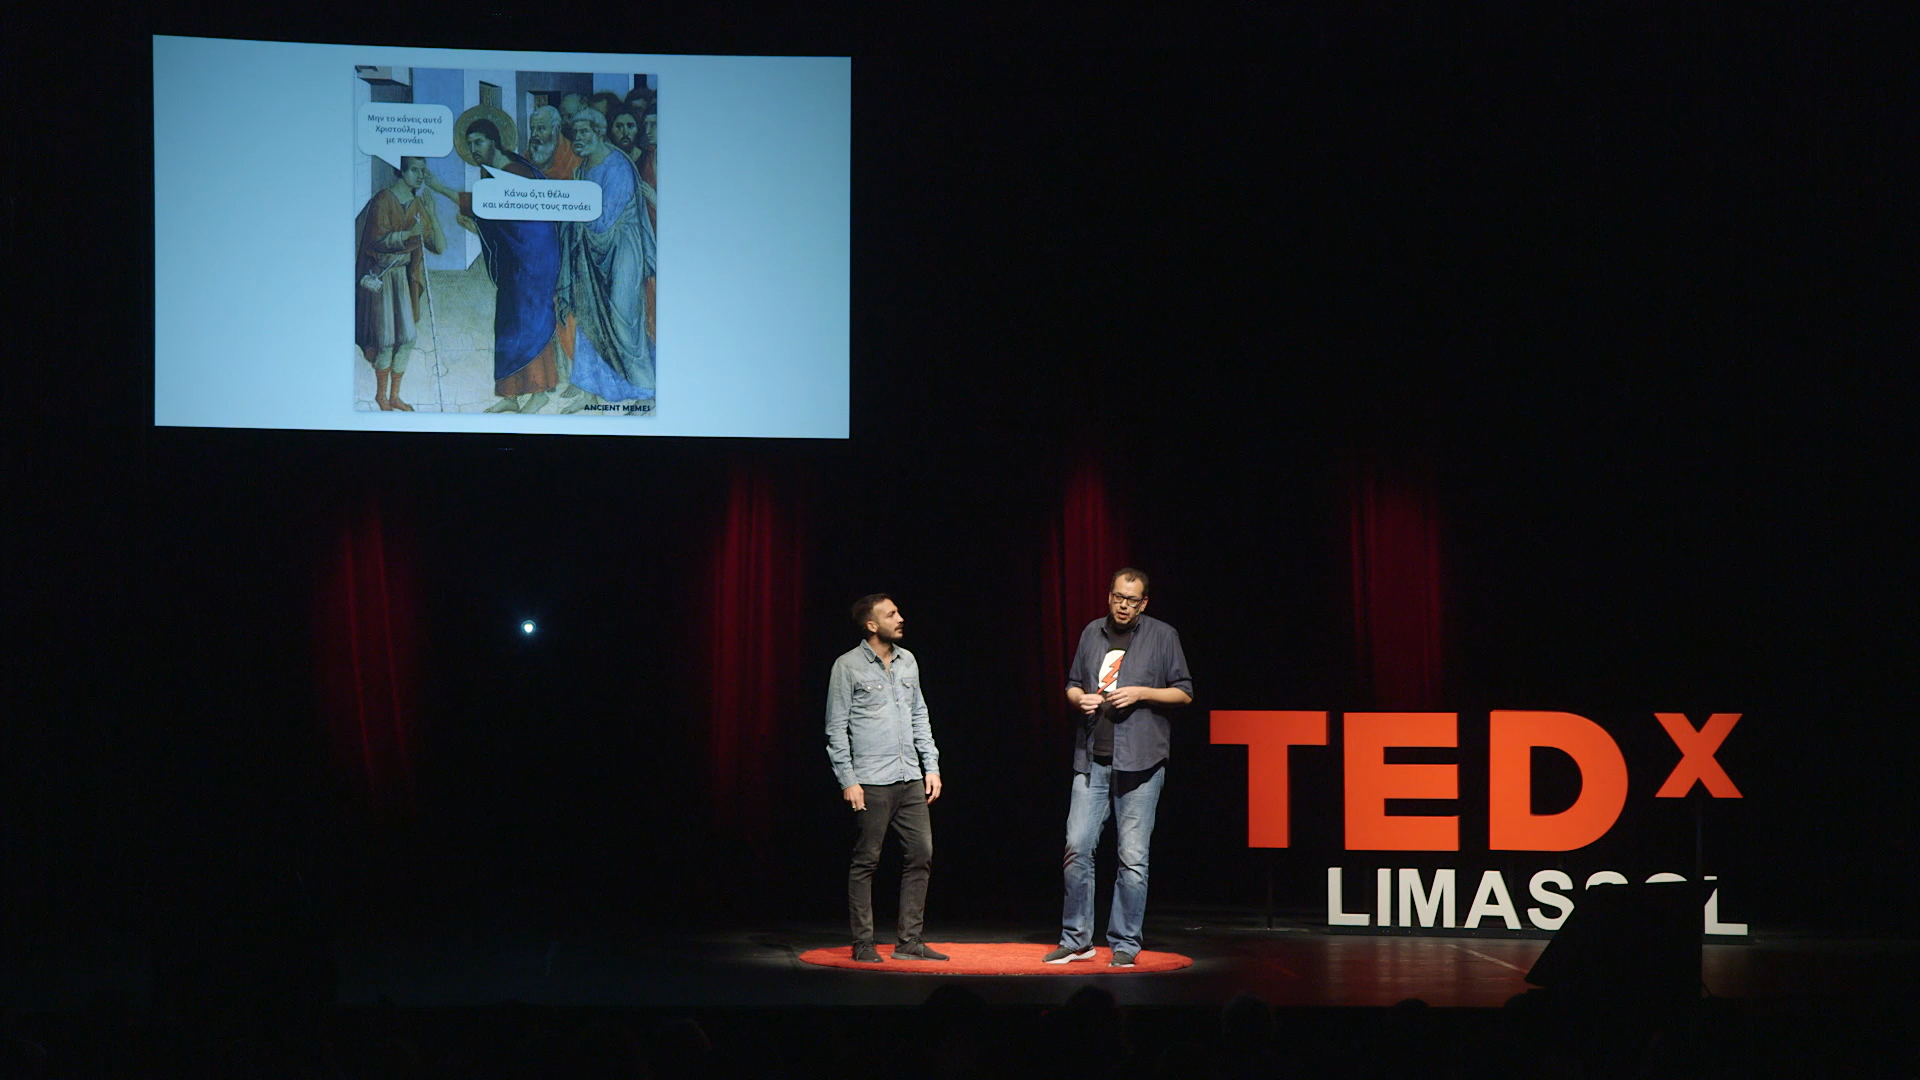 Μην το κάνεις αυτό
Χριστούλη μου,
με πονάει
Κάνω ό,τι θέλω
και κάποιους τους πονάει
ANCIENT MEMES
TEDx
LIMASSOL